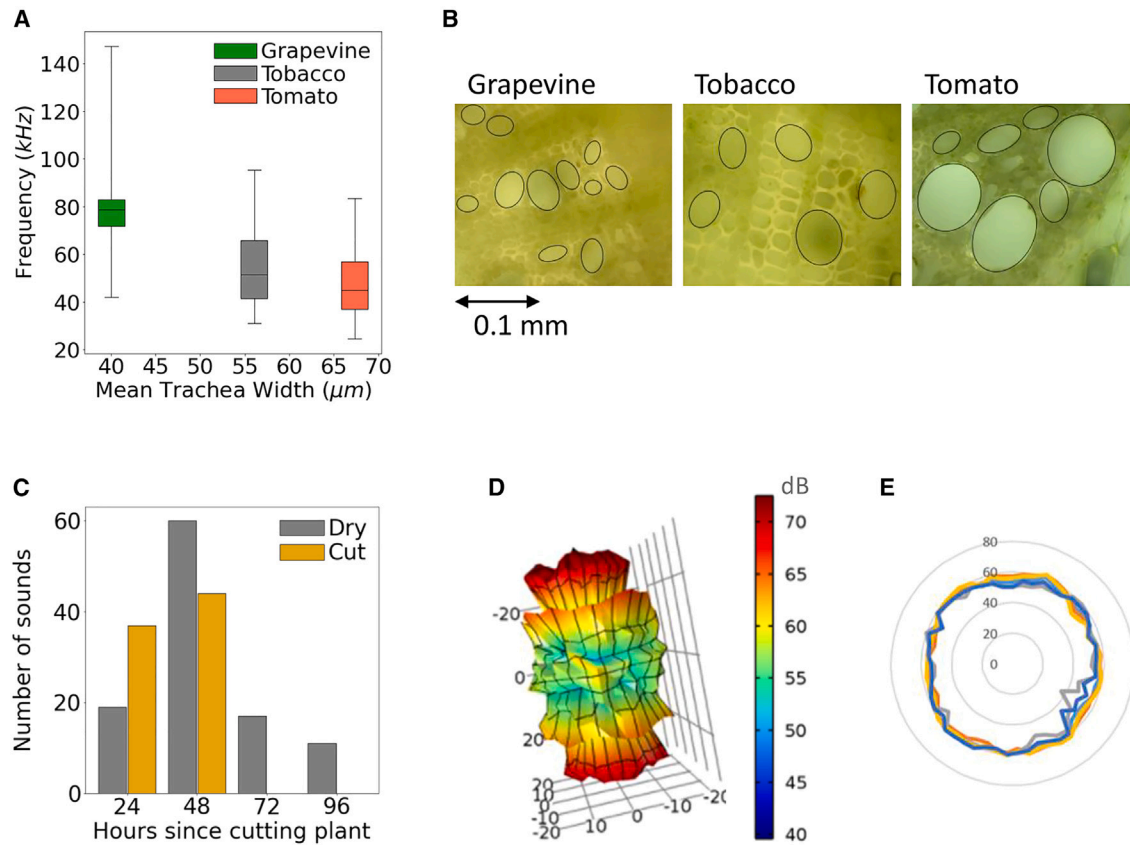 A
Frequency (kHz)
140
120
100
80
60
40
20
Grapevine
Tobacco
Tomato
40 45 50 55 60 65 70
Mean Trachea Width (μm)
B
Grapevine Tobacco Tomato
0.1 mm
C
Number of sounds
60
40
20
0
Dry
Cut
24 48 72 96
Hours since cutting plant
D
-20
0
20
20
10
0
-10
-20
10 0 -10 -20
dB
70
65
60
55
50
45
40
E
80
60
40
20
0